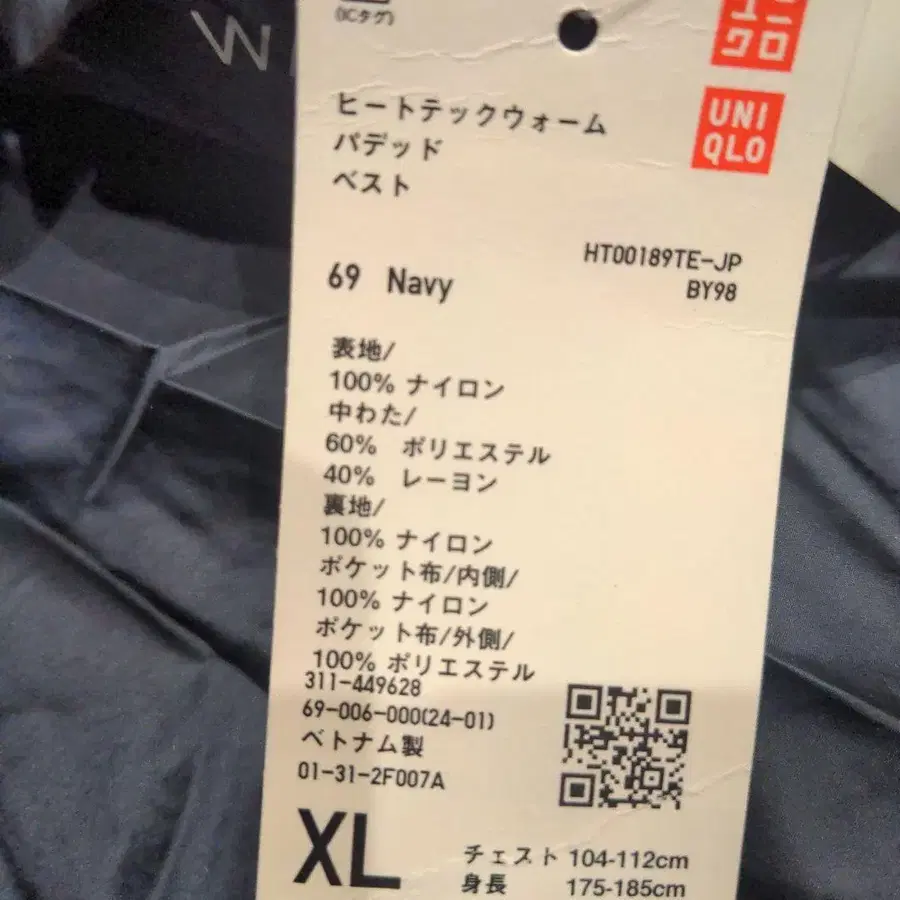 W
(ICタグ)
ユニ
クロ
UNI
QLO
ヒートテックウォーム
パデッド
ベスト
HT00189TE-JP
BY98
69 Navy
表地/
100% ナイロン
中わた/
60% ポリエステル
40% レーヨン
裏地/
100% ナイロン
ポケット布/内側/
100% ナイロン
ポケット布/外側/
100% ポリエステル
311-449628
69-006-000(24-01)
ベトナム製
01-31-2F007A
XL
チェスト 104-112cm
身長 175-185cm